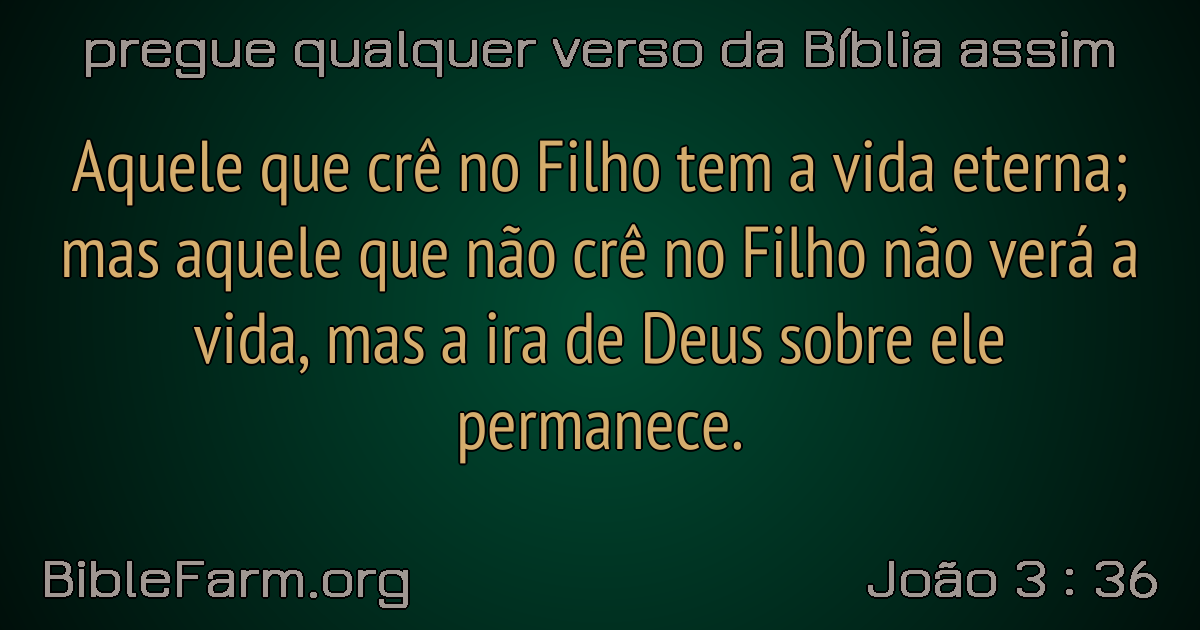 pregue qualquer verso da Bíblia assim
Aquele que crê no Filho tem a vida eterna;
mas aquele que não crê no Filho não verá a
vida, mas a ira de Deus sobre ele
permanece.
BibleFarm.org
João 3 : 36